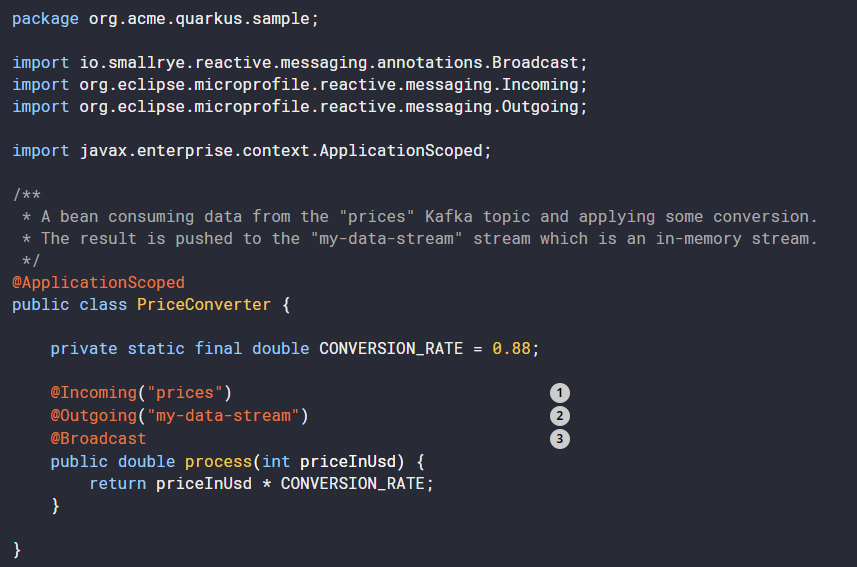 package org.acme.quarkus.sample;
import io.smallrye.reactive.messaging.annotations.Broadcast;
import org.eclipse.microprofile.reactive.messaging.Incoming;
import org.eclipse.microprofile.reactive.messaging.Outgoing;
import javax.enterprise.context.ApplicationScoped;
/**
 * A bean consuming data from the "prices" Kafka topic and applying some conversion.
 * The result is pushed to the "my-data-stream" stream which is an in-memory stream.
 */
@ApplicationScoped
public class PriceConverter {
    private static final double CONVERSION_RATE = 0.88;
    @Incoming("prices") 1
    @Outgoing("my-data-stream") 2
    @Broadcast 3
    public double process(int priceInUsd) {
        return priceInUsd * CONVERSION_RATE;
    }
}